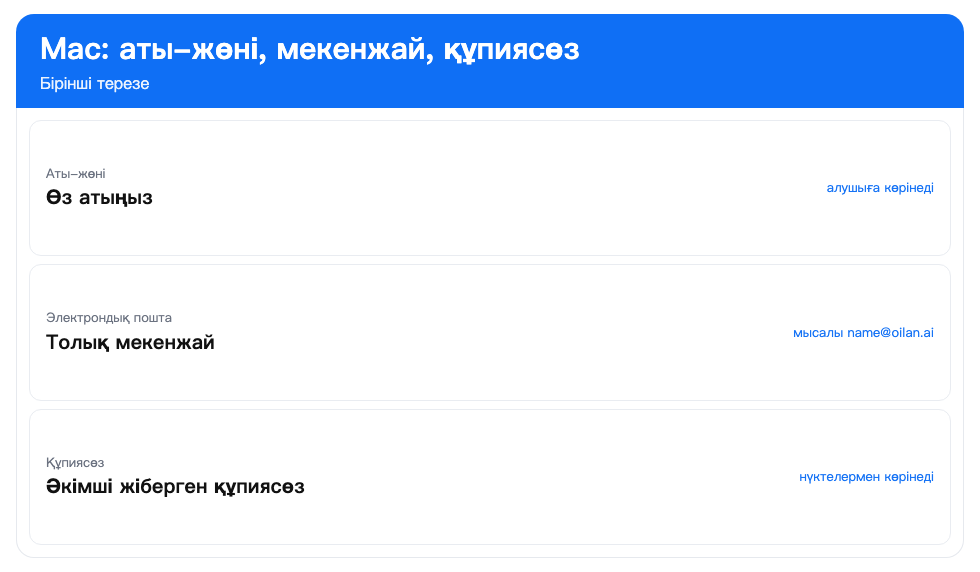 Mac: аты-жөні, мекенжай, құпиясөз
Бірінші терезе
Аты-жөні
Өз атыңыз
алушыға көрінеді
Электрондық пошта
Толық мекенжай
мысалы name@oilan.ai
Құпиясөз
Әкімші жіберген құпиясөз
нүктелермен көрінеді